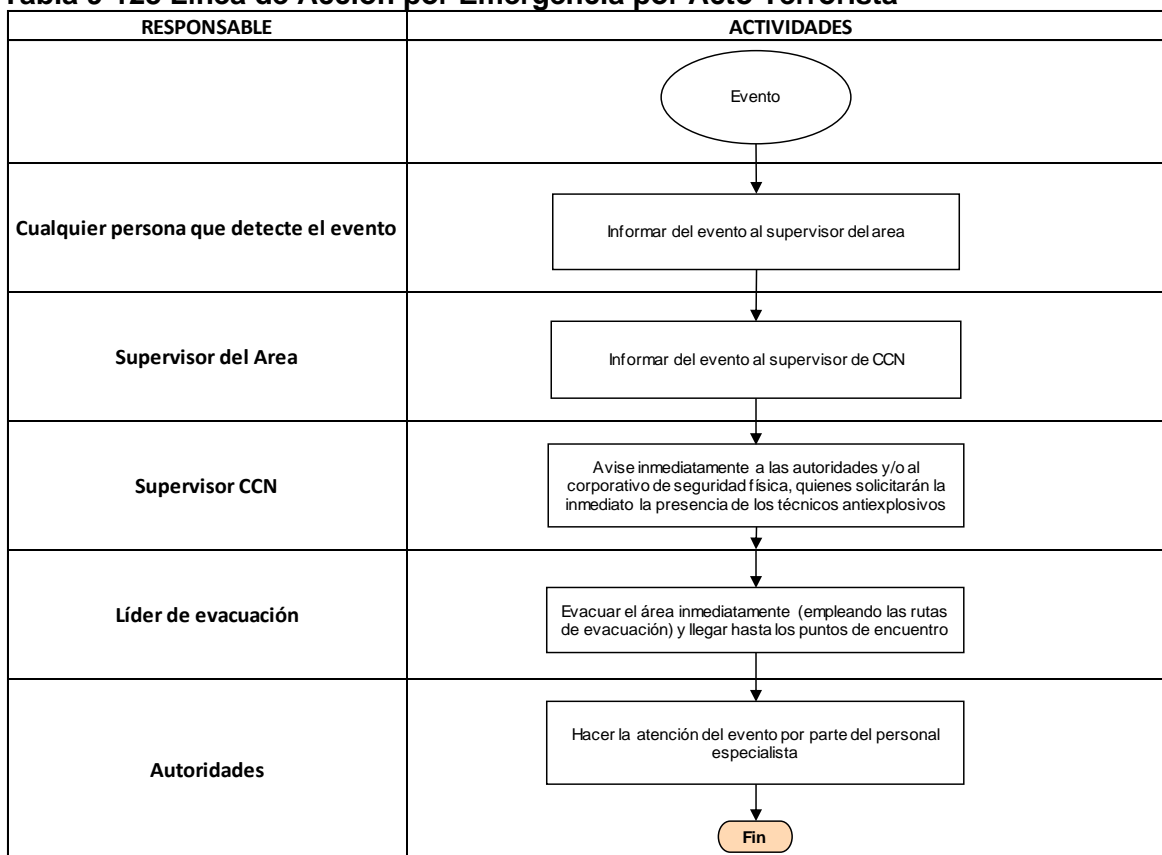 RESPONSABLE
ACTIVIDADES
Evento
Cualquier persona que detecte el evento
Informar del evento al supervisor del area
Supervisor del Area
Informar del evento al supervisor de CCN
Supervisor CCN
Avise inmediatamente a las autoridades y/o al
corporativo de seguridad física, quienes solicitarán la
inmediato la presencia de los técnicos antiexplosivos
Líder de evacuación
Evacuar el área inmediatamente (empleando las rutas
de evacuación) y llegar hasta los puntos de encuentro
Autoridades
Hacer la atención del evento por parte del personal
especialista
Fin